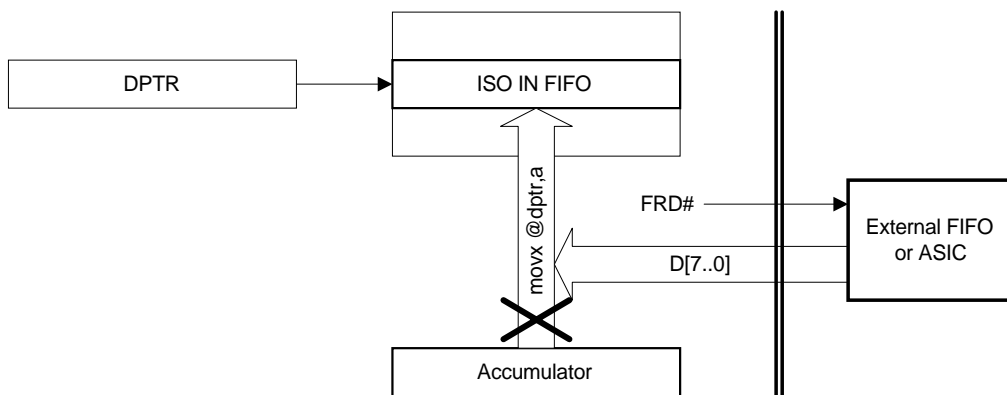 DPTR
ISO IN FIFO
movx @dptr,a
FRD#
External FIFO
or ASIC
D[7..0]
Accumulator